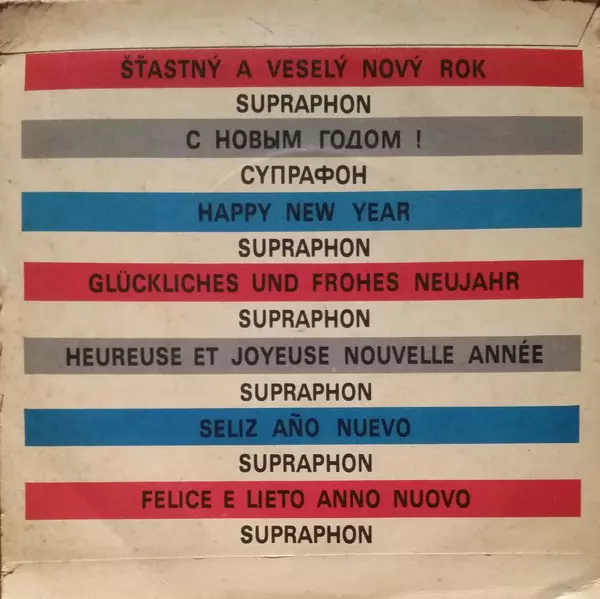 ŠŤASTNÝ A VESELÝ NOVÝ ROK
SUPRAPHON
С НОВЫМ ГОДОМ !
СУПРАФОН
HAPPY NEW YEAR
SUPRAPHON
GLÜCKLICHES UND FROHES NEUJAHR
SUPRAPHON
HEUREUSE ET JOYEUSE NOUVELLE ANNÉE
SUPRAPHON
SELIZ AÑO NUEVO
SUPRAPHON
FELICE E LIETO ANNO NUOVO
SUPRAPHON